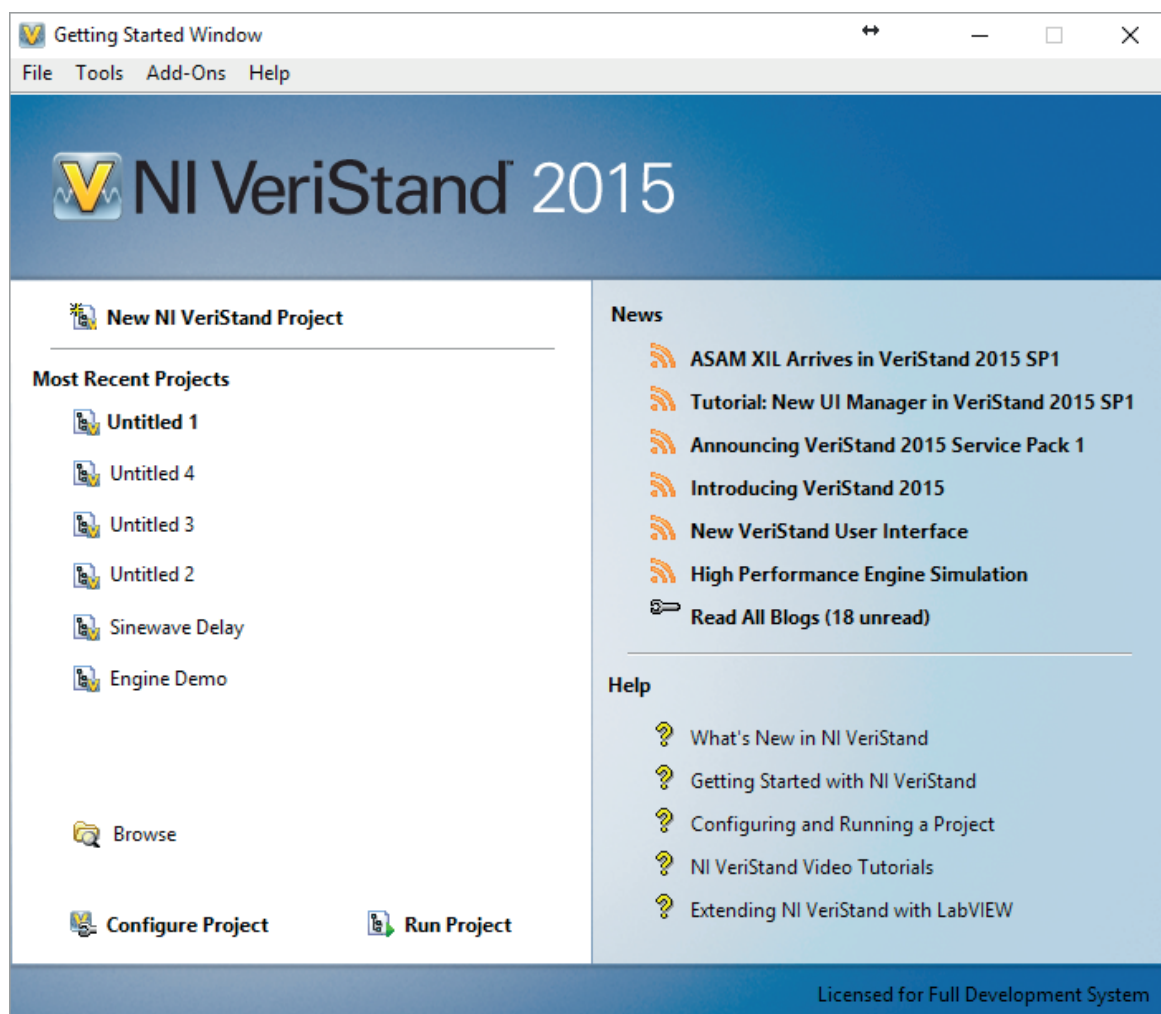 Getting Started Window
File Tools Add-Ons Help
NI VeriStand™ 2015
New NI VeriStand Project
Most Recent Projects
Untitled 1
Untitled 4
Untitled 3
Untitled 2
Sinewave Delay
Engine Demo
Browse
Configure Project
Run Project
News
ASAM XIL Arrives in VeriStand 2015 SP1
Tutorial: New UI Manager in VeriStand 2015 SP1
Announcing VeriStand 2015 Service Pack 1
Introducing VeriStand 2015
New VeriStand User Interface
High Performance Engine Simulation
Read All Blogs (18 unread)
Help
What's New in NI VeriStand
Getting Started with NI VeriStand
Configuring and Running a Project
NI VeriStand Video Tutorials
Extending NI VeriStand with LabVIEW
Licensed for Full Development System